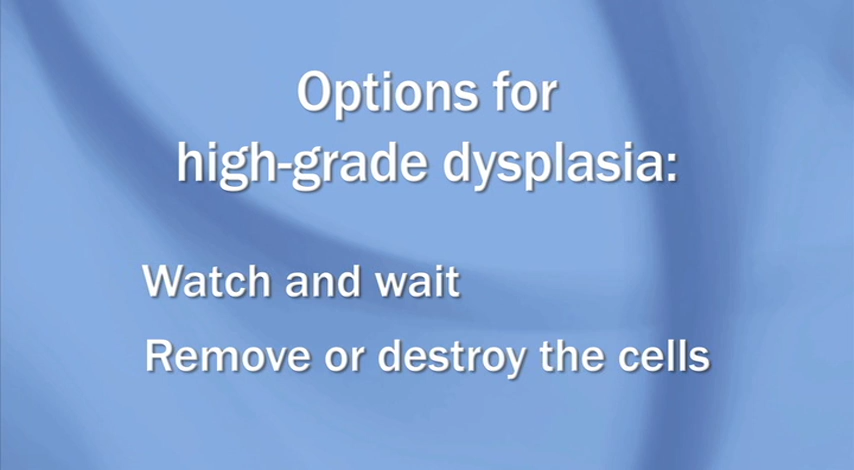 Options for
high-grade dysplasia:
Watch and wait
Remove or destroy the cells